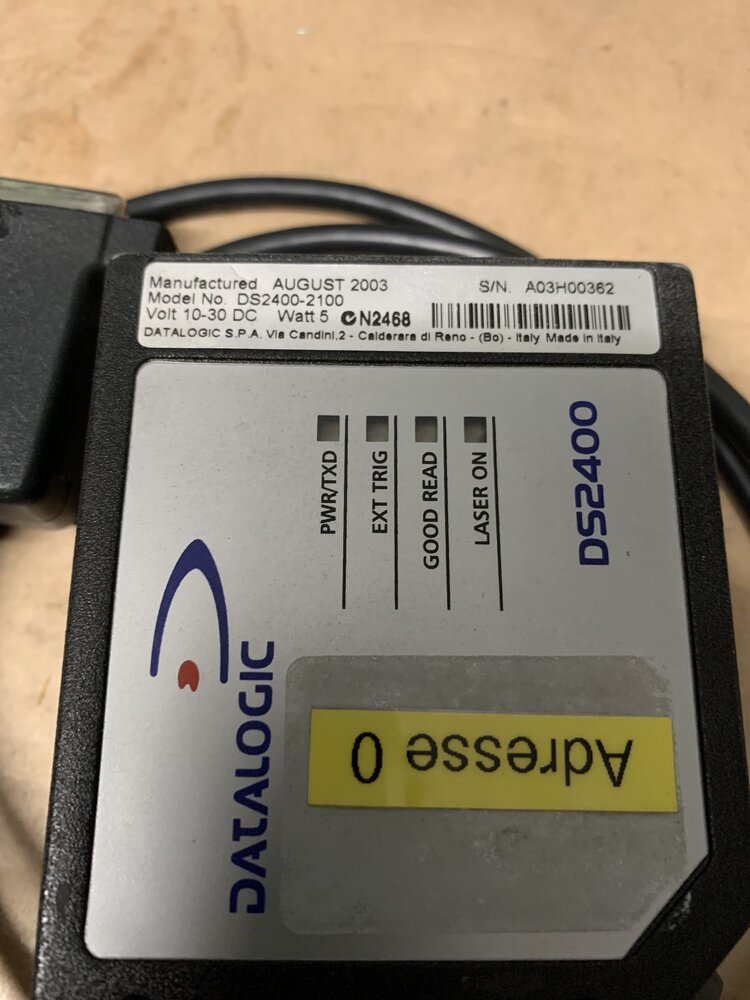 Manufactured AUGUST 2003 S/N. A03H00362
Model No. DS2400-2100
Volt 10-30 DC Watt 5 N2468
DATALOGIC S.P.A. Via Candini,2 - Calderara di Reno - (Bo) - Italy Made in Italy
PWR/TXD
EXT TRIG
GOOD READ
LASER ON
DS2400
DATALOGIC
Adresse 0